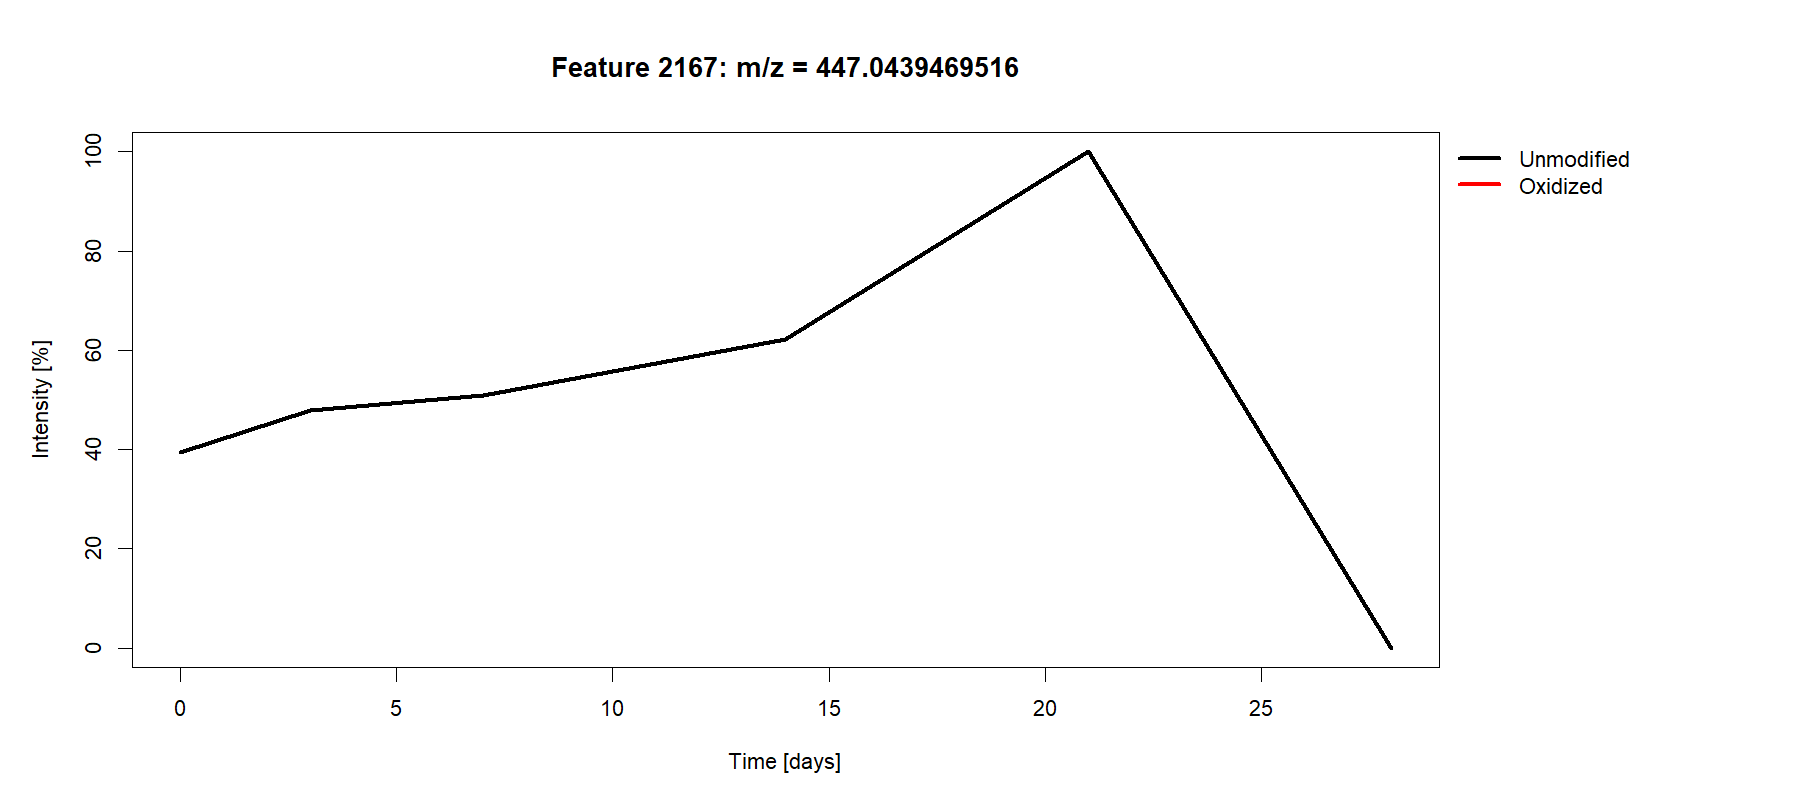 Feature 2167: m/z = 447.0439469516
Unmodified
Oxidized
Intensity [%]
100
80
60
40
20
0
0 5 10 15 20 25
Time [days]